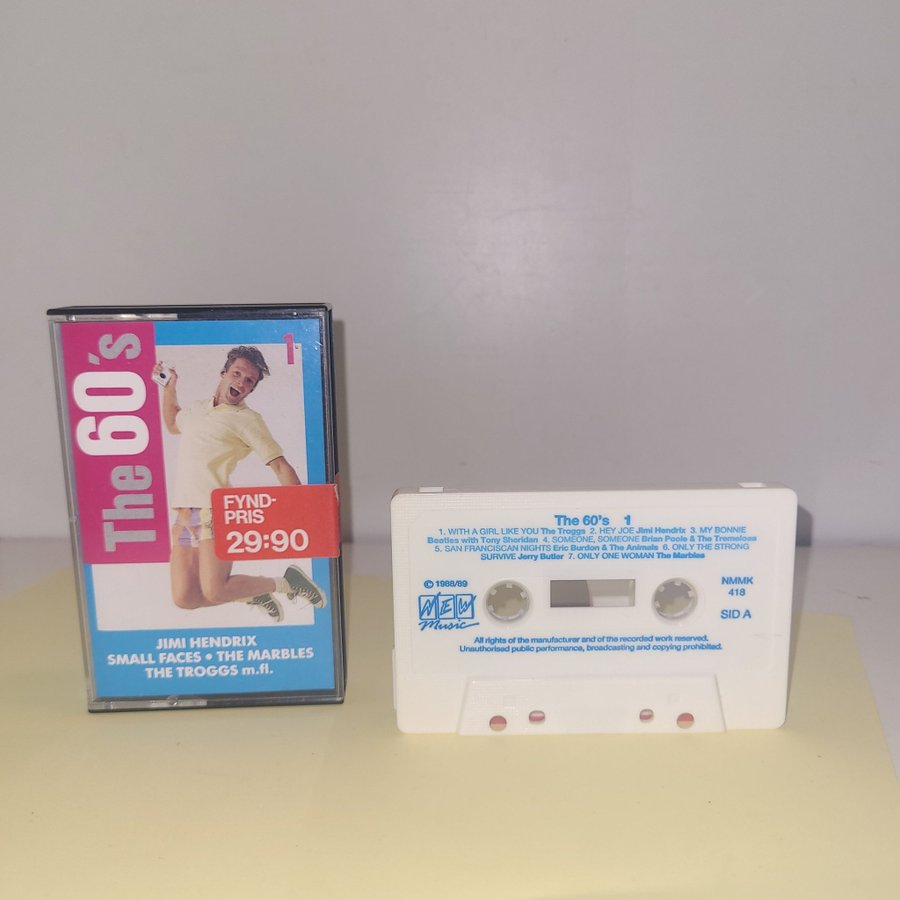 The 60's
1
FYND-
PRIS
29:90
JIMI HENDRIX
SMALL FACES • THE MARBLES
THE TROGGS m.fl.
The 60's 1
1. WITH A GIRL LIKE YOU The Troggs 2. HEY JOE Jimi Hendrix 3. MY BONNIE
Beatles with Tony Sheridan 4. SOMEONE, SOMEONE Brian Poole & The Tremeloes
5. SAN FRANCISCAN NIGHTS Eric Burdon & The Animals 6. ONLY THE STRONG
SURVIVE Jerry Butler 7. ONLY ONE WOMAN The Marbles
© 1988/89
NEW
Music
NMMK
418
SID A
All rights of the manufacturer and of the recorded work reserved.
Unauthorised public performance, broadcasting and copying prohibited.